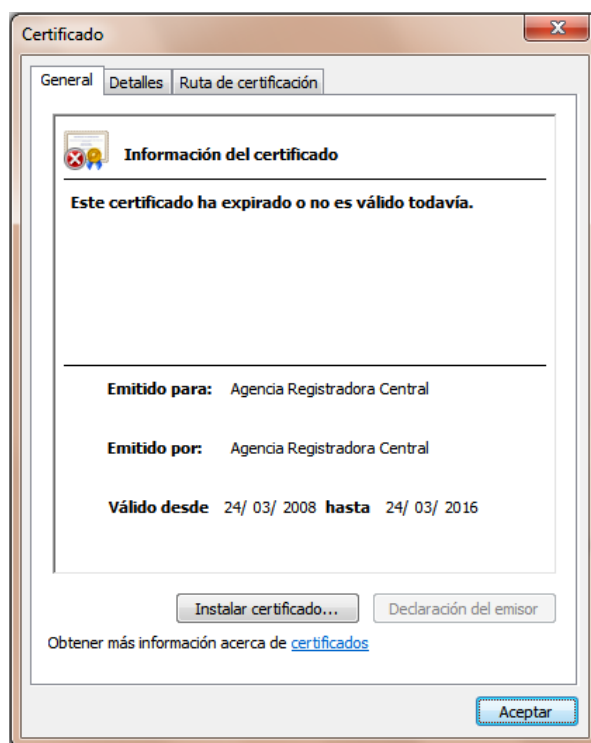 Certificado
General Detalles Ruta de certificación
Información del certificado
Este certificado ha expirado o no es válido todavía.
Emitido para: Agencia Registradora Central
Emitido por: Agencia Registradora Central
Válido desde 24/ 03/ 2008 hasta 24/ 03/ 2016
Instalar certificado... Declaración del emisor
Obtener más información acerca de certificados
Aceptar